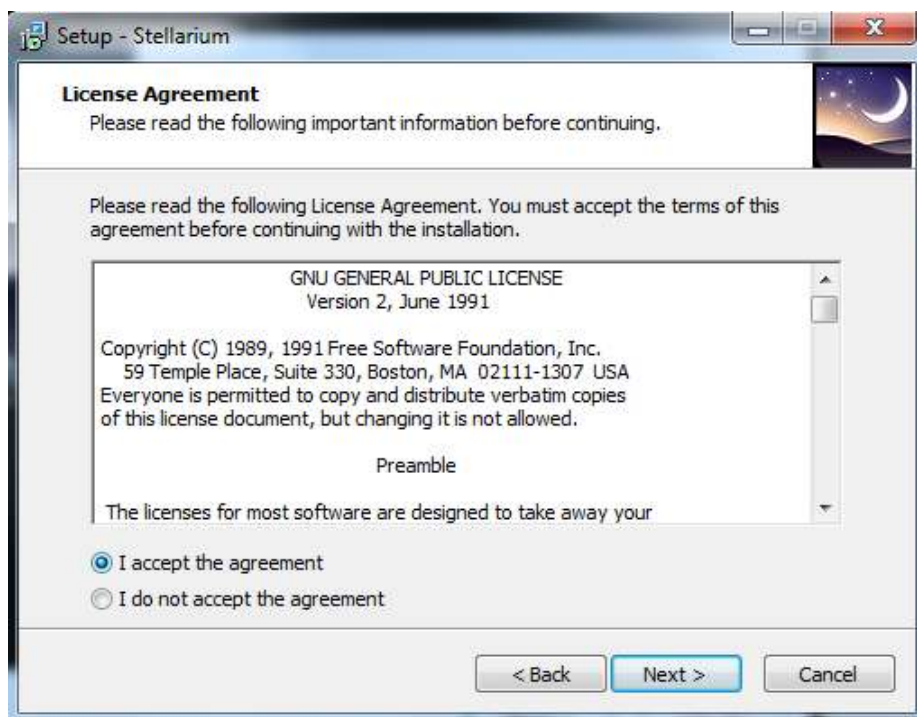 Setup - Stellarium
License Agreement
Please read the following important information before continuing.
Please read the following License Agreement. You must accept the terms of this
agreement before continuing with the installation.
GNU GENERAL PUBLIC LICENSE
Version 2, June 1991
Copyright (C) 1989, 1991 Free Software Foundation, Inc.
59 Temple Place, Suite 330, Boston, MA  02111-1307  USA
Everyone is permitted to copy and distribute verbatim copies
of this license document, but changing it is not allowed.
Preamble
The licenses for most software are designed to take away your
I accept the agreement
I do not accept the agreement
< Back
Next >
Cancel